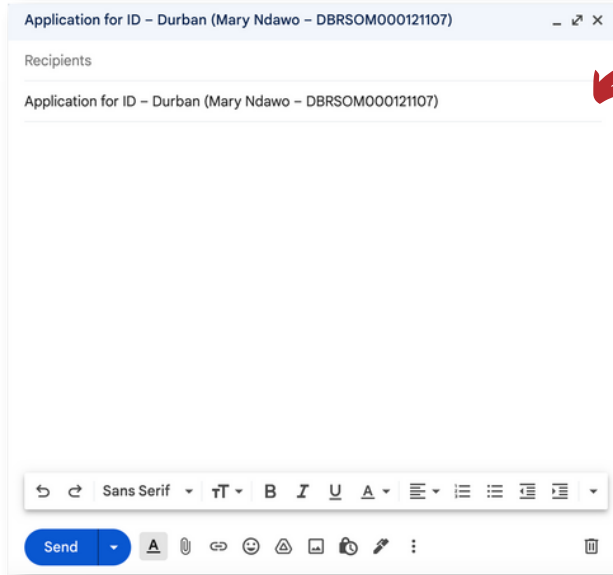 Application for ID – Durban (Mary Ndawo – DBRSOM000121107)
Recipients
Application for ID – Durban (Mary Ndawo – DBRSOM000121107)
Sans Serif
Send